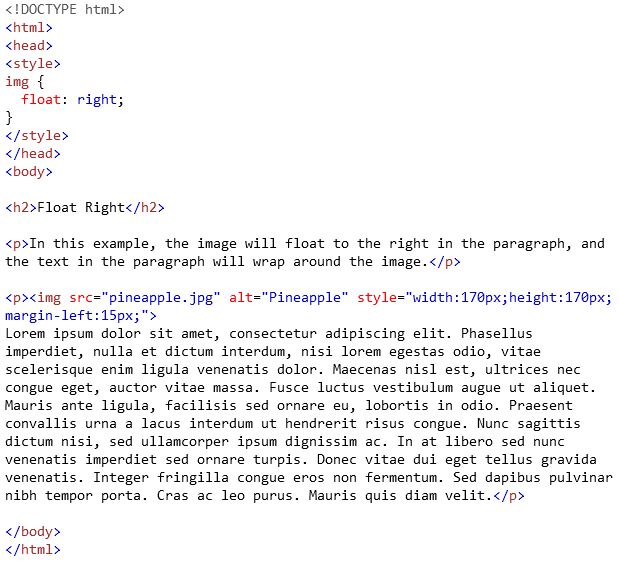 <!DOCTYPE html>
<html>
<head>
<style>
img {
  float: right;
}
</style>
</head>
<body>

<h2>Float Right</h2>

<p>In this example, the image will float to the right in the paragraph, and
the text in the paragraph will wrap around the image.</p>

<p><img src="pineapple.jpg" alt="Pineapple" style="width:170px;height:170px;
margin-left:15px;">
Lorem ipsum dolor sit amet, consectetur adipiscing elit. Phasellus
imperdiet, nulla et dictum interdum, nisi lorem egestas odio, vitae
scelerisque enim ligula venenatis dolor. Maecenas nisl est, ultrices nec
congue eget, auctor vitae massa. Fusce luctus vestibulum augue ut aliquet.
Mauris ante ligula, facilisis sed ornare eu, lobortis in odio. Praesent
convallis urna a lacus interdum ut hendrerit risus congue. Nunc sagittis
dictum nisi, sed ullamcorper ipsum dignissim ac. In at libero sed nunc
venenatis imperdiet sed ornare turpis. Donec vitae dui eget tellus gravida
venenatis. Integer fringilla congue eros non fermentum. Sed dapibus pulvinar
nibh tempor porta. Cras ac leo purus. Mauris quis diam velit.</p>

</body>
</html>